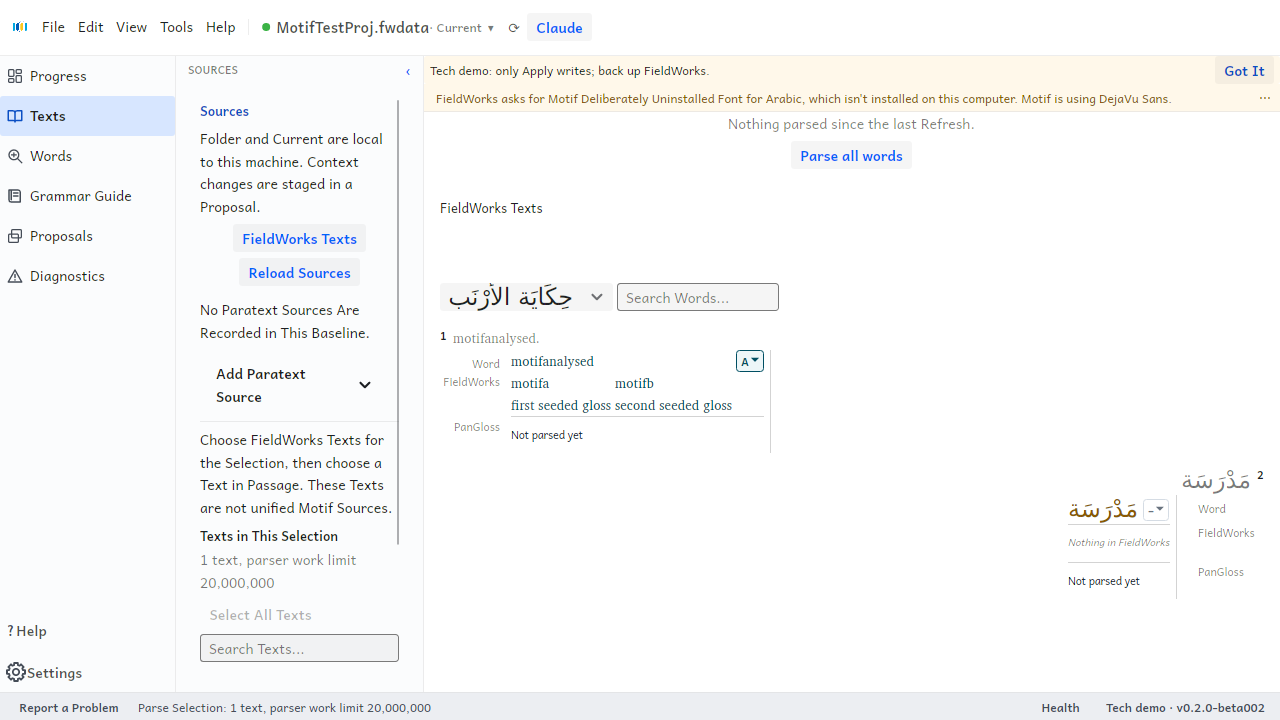 File Edit View Tools Help
MotifTestProj.fwdata · Current ▾
Claude
Progress
Texts
Words
Grammar Guide
Proposals
Diagnostics
? Help
Settings
SOURCES
Sources
Folder and Current are local
to this machine. Context
changes are staged in a
Proposal.
FieldWorks Texts
Reload Sources
No Paratext Sources Are
Recorded in This Baseline.
Add Paratext
Source
Choose FieldWorks Texts for
the Selection, then choose a
Text in Passage. These Texts
are not unified Motif Sources.
Texts in This Selection
1 text, parser work limit
20,000,000
Select All Texts
Search Texts...
Tech demo: only Apply writes; back up FieldWorks.
Got It
FieldWorks asks for Motif Deliberately Uninstalled Font for Arabic, which isn't installed on this computer. Motif is using DejaVu Sans.
...
Nothing parsed since the last Refresh.
Parse all words
FieldWorks Texts
حِكَايَة الأَرْنَب
Search Words...
1 motifanalysed.
Word motifanalysed A
FieldWorks motifa motifb
first seeded gloss second seeded gloss
PanGloss Not parsed yet
مَدْرَسَة 2
مَدْرَسَة - Word
Nothing in FieldWorks FieldWorks
Not parsed yet PanGloss
Report a Problem Parse Selection: 1 text, parser work limit 20,000,000 Health Tech demo · v0.2.0-beta002